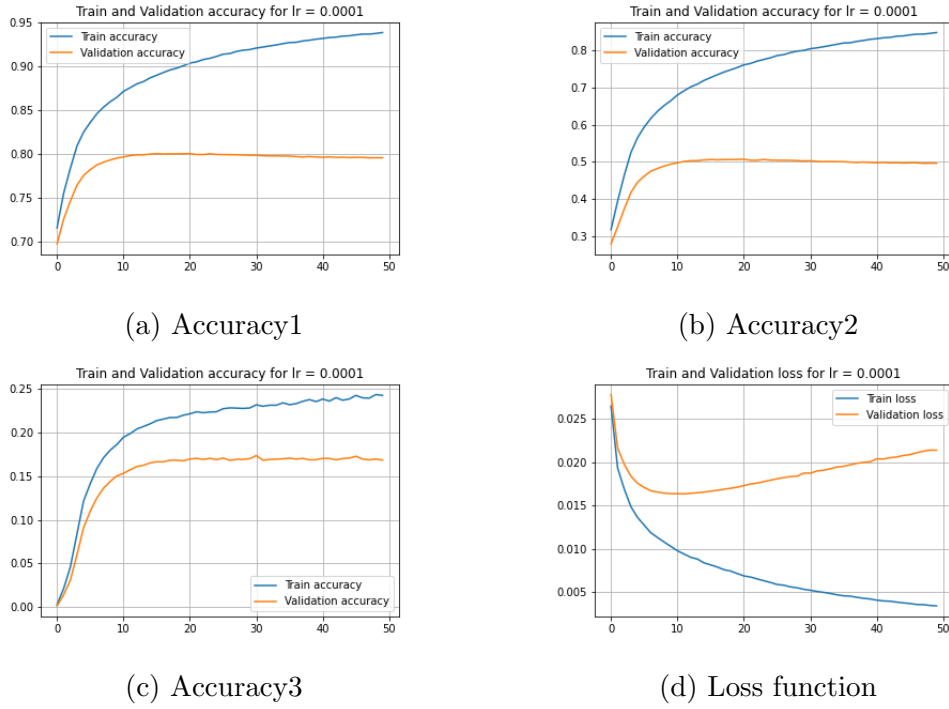 Train and Validation accuracy for lr = 0.0001
Train accuracy
Validation accuracy
0.95
0.90
0.85
0.80
0.75
0.70
0 10 20 30 40 50
(a) Accuracy1
Train and Validation accuracy for lr = 0.0001
Train accuracy
Validation accuracy
0.8
0.7
0.6
0.5
0.4
0.3
0 10 20 30 40 50
(b) Accuracy2
Train and Validation accuracy for lr = 0.0001
0.25
0.20
0.15
0.10
0.05
0.00
Train accuracy
Validation accuracy
0 10 20 30 40 50
(c) Accuracy3
Train and Validation loss for lr = 0.0001
Train loss
Validation loss
0.025
0.020
0.015
0.010
0.005
0 10 20 30 40 50
(d) Loss function